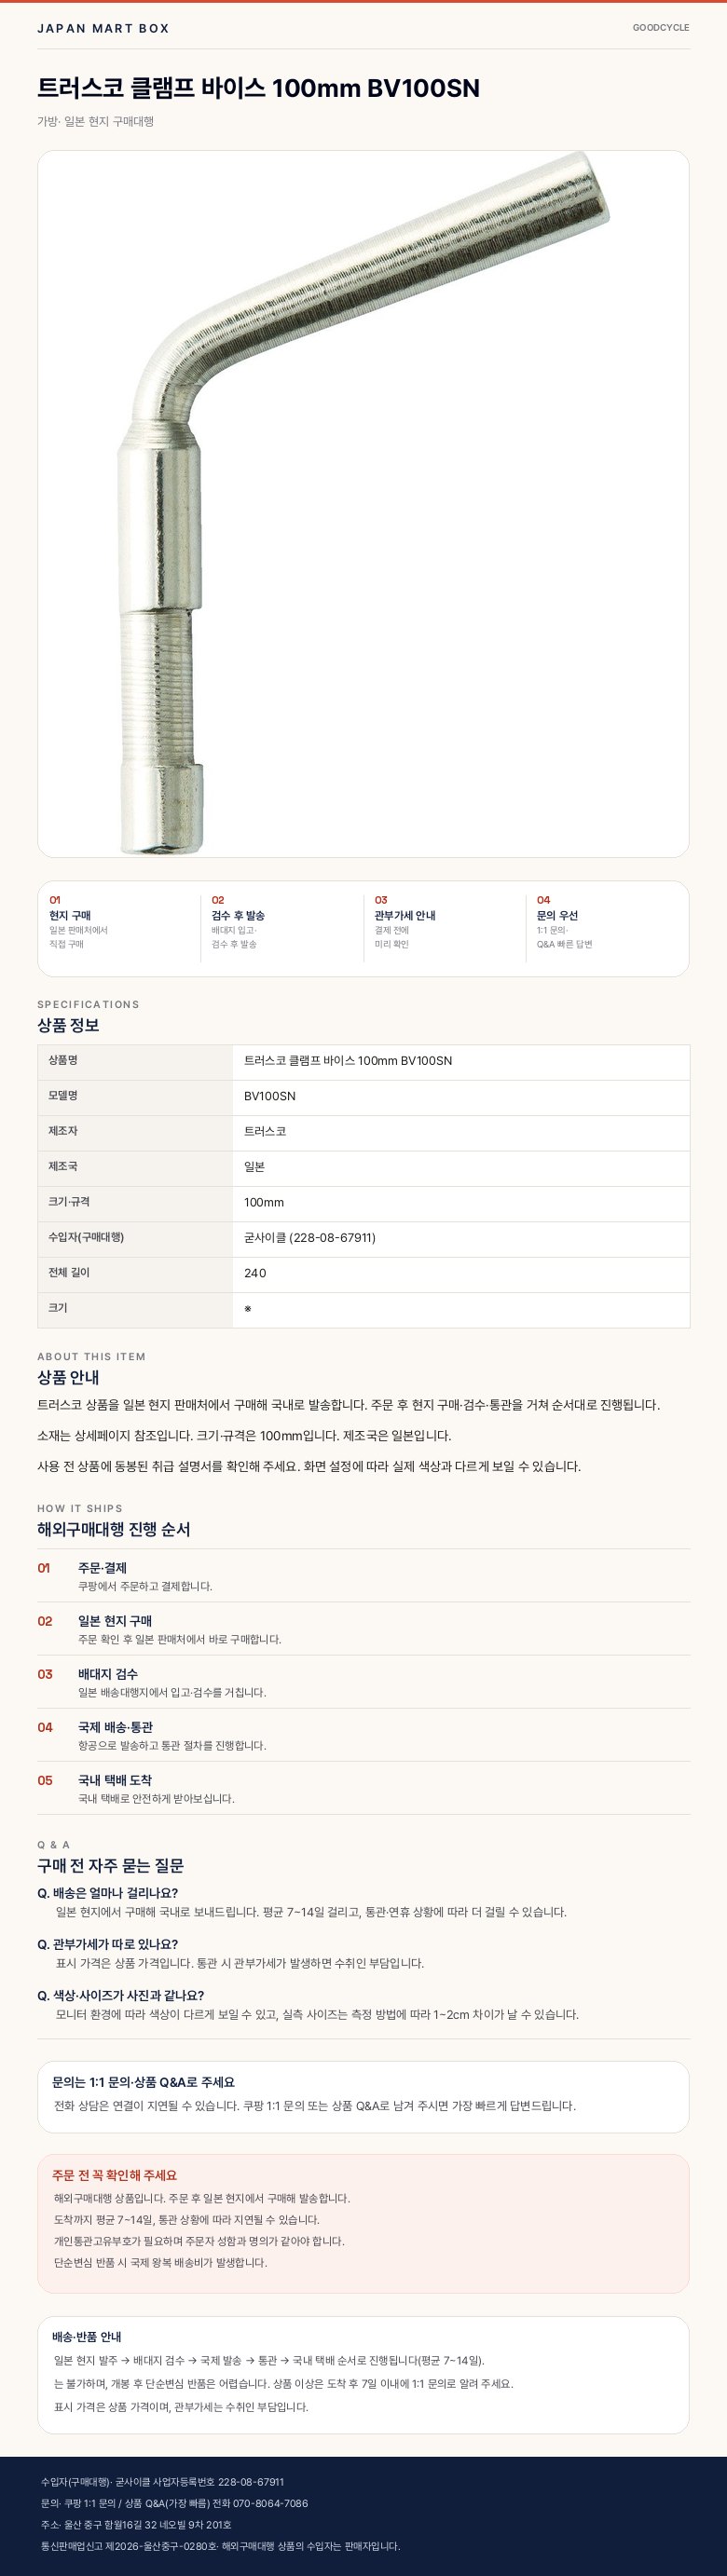 JAPAN MART BOX
GOODCYCLE
트러스코 클램프 바이스 100mm BV100SN
가방· 일본 현지 구매대행
01
현지 구매
일본 판매처에서
직접 구매
02
검수 후 발송
배대지 입고·
검수 후 발송
03
관부가세 안내
결제 전에
미리 확인
04
문의 우선
1:1 문의·
Q&A 빠른 답변
SPECIFICATIONS
상품 정보
상품명 트러스코 클램프 바이스 100mm BV100SN
모델명 BV100SN
제조자 트러스코
제조국 일본
크기·규격 100mm
수입자(구매대행) 굳사이클 (228-08-67911)
전체 길이 240
크기 ※
ABOUT THIS ITEM
상품 안내
트러스코 상품을 일본 현지 판매처에서 구매해 국내로 발송합니다. 주문 후 현지 구매·검수·통관을 거쳐 순서대로 진행됩니다.
소재는 상세페이지 참조입니다. 크기·규격은 100mm입니다. 제조국은 일본입니다.
사용 전 상품에 동봉된 취급 설명서를 확인해 주세요. 화면 설정에 따라 실제 색상과 다르게 보일 수 있습니다.
HOW IT SHIPS
해외구매대행 진행 순서
01 주문·결제
쿠팡에서 주문하고 결제합니다.
02 일본 현지 구매
주문 확인 후 일본 판매처에서 바로 구매합니다.
03 배대지 검수
일본 배송대행지에서 입고·검수를 거칩니다.
04 국제 배송·통관
항공으로 발송하고 통관 절차를 진행합니다.
05 국내 택배 도착
국내 택배로 안전하게 받아보십니다.
Q & A
구매 전 자주 묻는 질문
Q. 배송은 얼마나 걸리나요?
일본 현지에서 구매해 국내로 보내드립니다. 평균 7~14일 걸리고, 통관·연휴 상황에 따라 더 걸릴 수 있습니다.
Q. 관부가세가 따로 있나요?
표시 가격은 상품 가격입니다. 통관 시 관부가세가 발생하면 수취인 부담입니다.
Q. 색상·사이즈가 사진과 같나요?
모니터 환경에 따라 색상이 다르게 보일 수 있고, 실측 사이즈는 측정 방법에 따라 1~2cm 차이가 날 수 있습니다.
문의는 1:1 문의·상품 Q&A로 주세요
전화 상담은 연결이 지연될 수 있습니다. 쿠팡 1:1 문의 또는 상품 Q&A로 남겨 주시면 가장 빠르게 답변드립니다.
주문 전 꼭 확인해 주세요
해외구매대행 상품입니다. 주문 후 일본 현지에서 구매해 발송합니다.
도착까지 평균 7~14일, 통관 상황에 따라 지연될 수 있습니다.
개인통관고유부호가 필요하며 주문자 성함과 명의가 같아야 합니다.
단순변심 반품 시 국제 왕복 배송비가 발생합니다.
배송·반품 안내
일본 현지 발주 → 배대지 검수 → 국제 발송 → 통관 → 국내 택배 순서로 진행됩니다(평균 7~14일).
는 불가하며, 개봉 후 단순변심 반품은 어렵습니다. 상품 이상은 도착 후 7일 이내에 1:1 문의로 알려 주세요.
표시 가격은 상품 가격이며, 관부가세는 수취인 부담입니다.
수입자(구매대행)· 굳사이클 사업자등록번호 228-08-67911
문의· 쿠팡 1:1 문의 / 상품 Q&A(가장 빠름) 전화 070-8064-7086
주소· 울산 중구 함월16길 32 네오빌 9차 201호
통신판매업신고 제2026-울산중구-0280호· 해외구매대행 상품의 수입자는 판매자입니다.